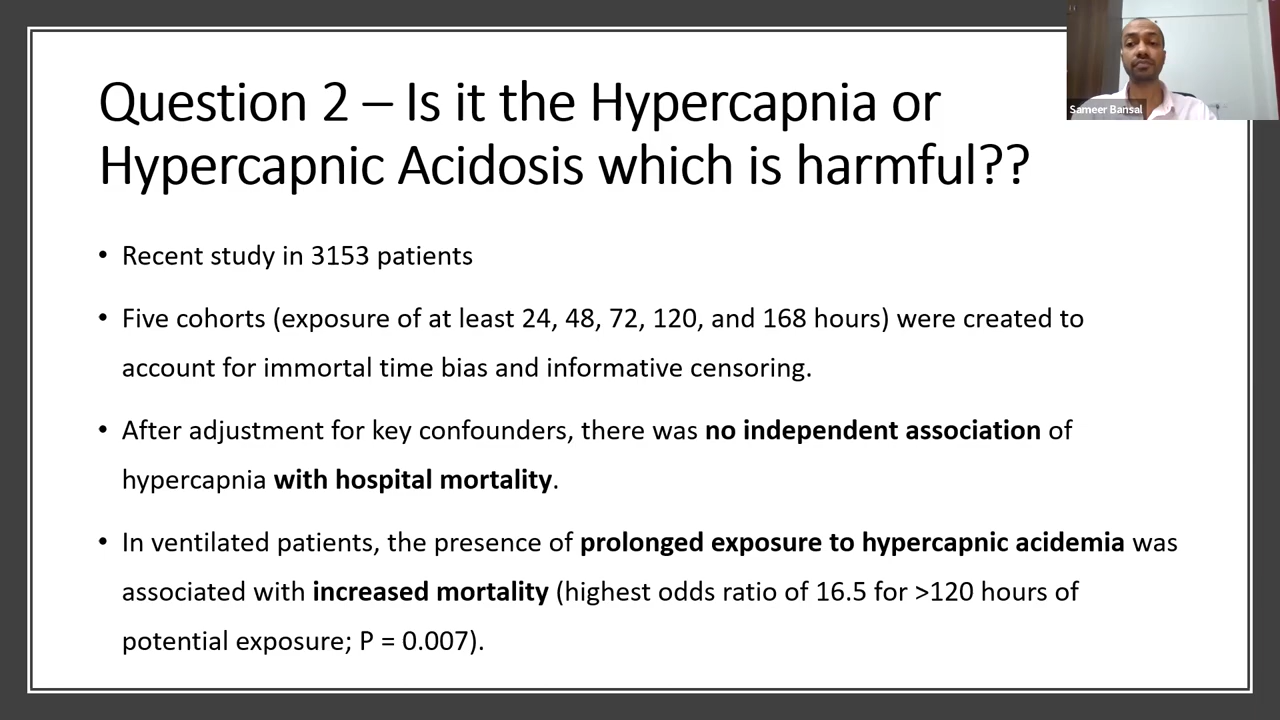 Sameer Bansal
Question 2 – Is it the Hypercapnia or
Hypercapnic Acidosis which is harmful??
• Recent study in 3153 patients
• Five cohorts (exposure of at least 24, 48, 72, 120, and 168 hours) were created to
account for immortal time bias and informative censoring.
• After adjustment for key confounders, there was no independent association of
hypercapnia with hospital mortality.
• In ventilated patients, the presence of prolonged exposure to hypercapnic acidemia was
associated with increased mortality (highest odds ratio of 16.5 for >120 hours of
potential exposure; P = 0.007).